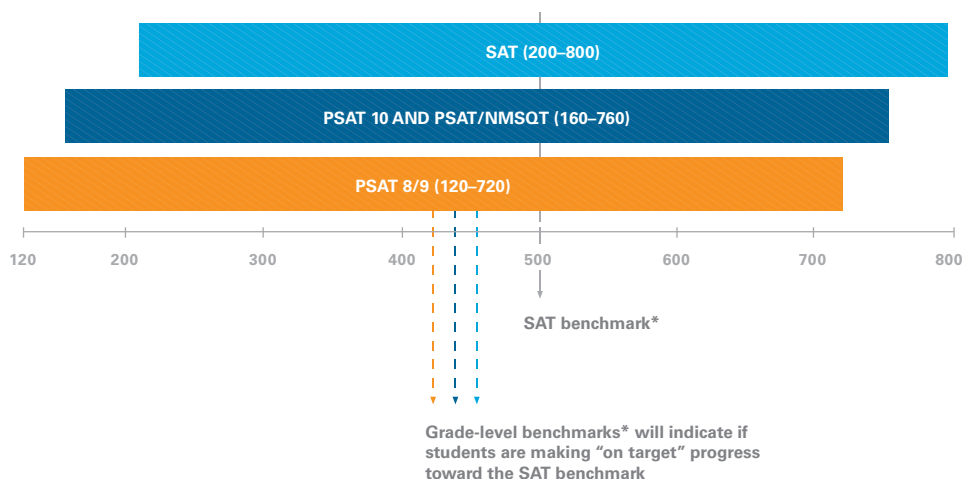 SAT (200–800)
PSAT 10 AND PSAT/NMSQT (160–760)
PSAT 8/9 (120–720)
120 200 300 400 500 600 700 800
SAT benchmark*
Grade-level benchmarks* will indicate if
students are making “on target” progress
toward the SAT benchmark